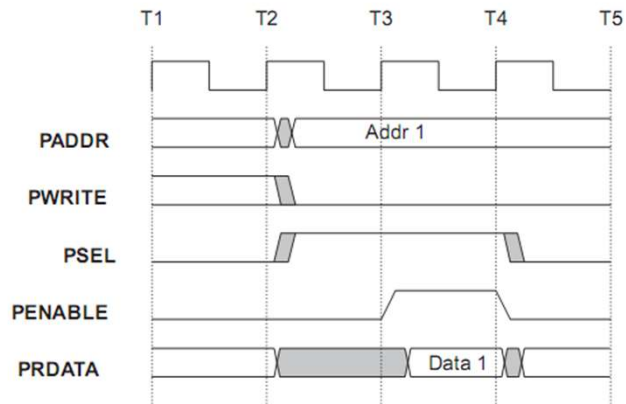 T1 T2 T3 T4 T5
PADDR Addr 1
PWRITE
PSEL
PENABLE
PRDATA Data 1